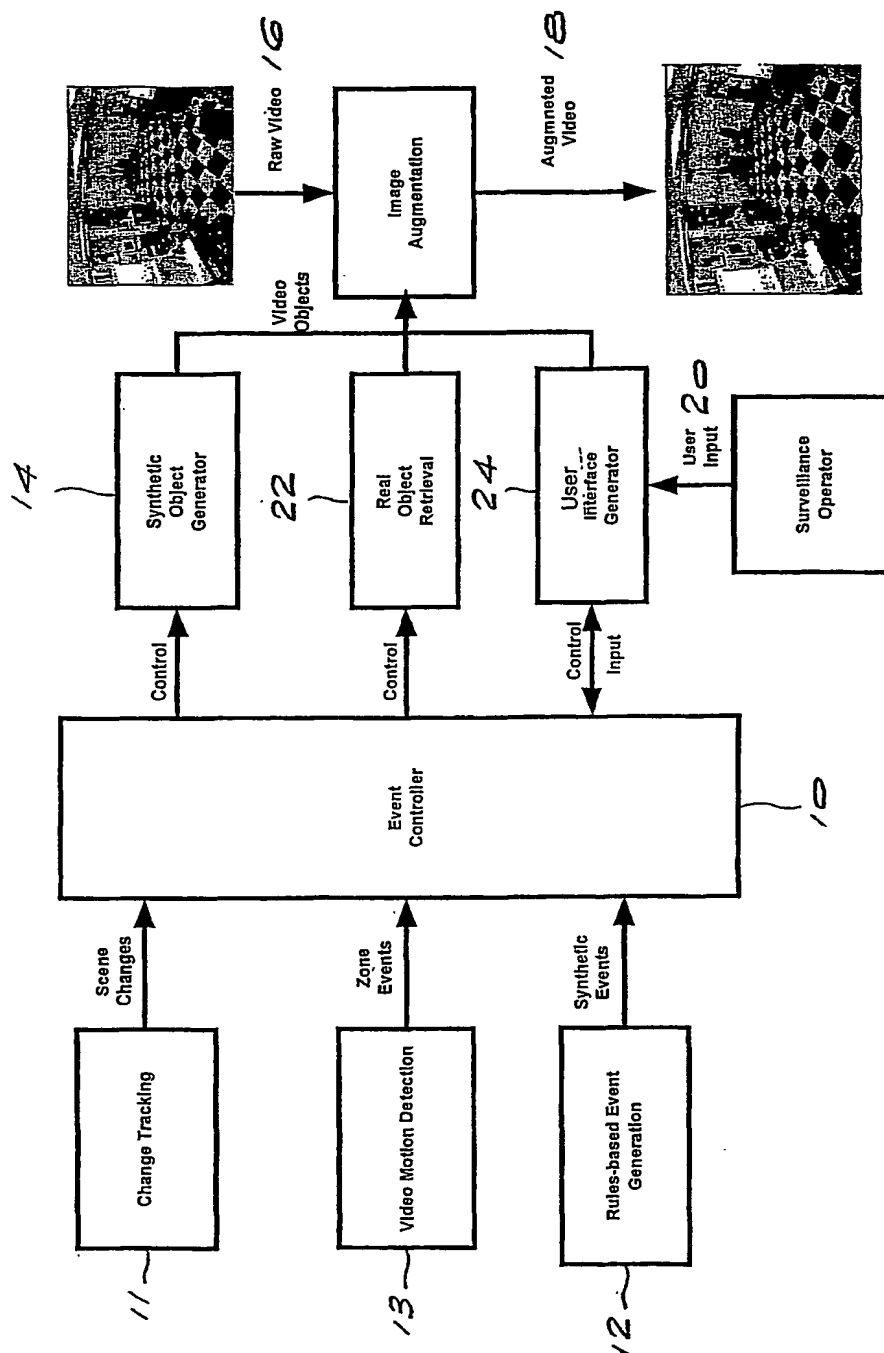 11
Change Tracking
Scene
Changes
13
Video Motion Detection
Zone
Events
12
Rules-based Event
Generation
Synthetic
Events
Event
Controller
10
Control
Control
Control
Input
14
Synthetic
Object
Generator
22
Real
Object
Retrieval
24
User
Interface
Generator
User
Input
20
Surveillance
Operator
Video
Objects
Raw Video
16
Image
Augmentation
Augmneted
Video
18